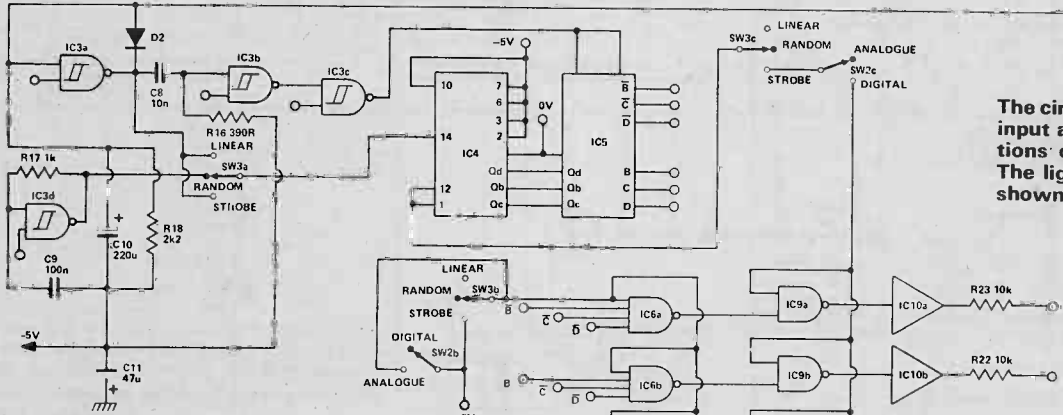 LINEAR
SW3c
RANDOM
ANALOGUE
STROBE
SW2c
DIGITAL
IC3a
D2
C8
10n
IC3b
IC3c
R16 390R
LINEAR
SW3a
RANDOM
STROBE
R17 1k
IC3d
C9
100n
C10
220u
R18
2k2
-5V
C11
47u
-5V
0V
10
14
12
1
7
6
3
2
IC4
Qd
Qb
Qc
IC5
Qd
Qb
Qc
B
C
D
B
C
D
The cir
input a
tions
The lig
shown
LINEAR
RANDOM
SW3b
STROBE
DIGITAL
SW2b
ANALOGUE
B
C
D
IC6a
IC9a
IC10a
R23 10k
B
C
D
IC6b
IC9b
IC10b
R22 10k